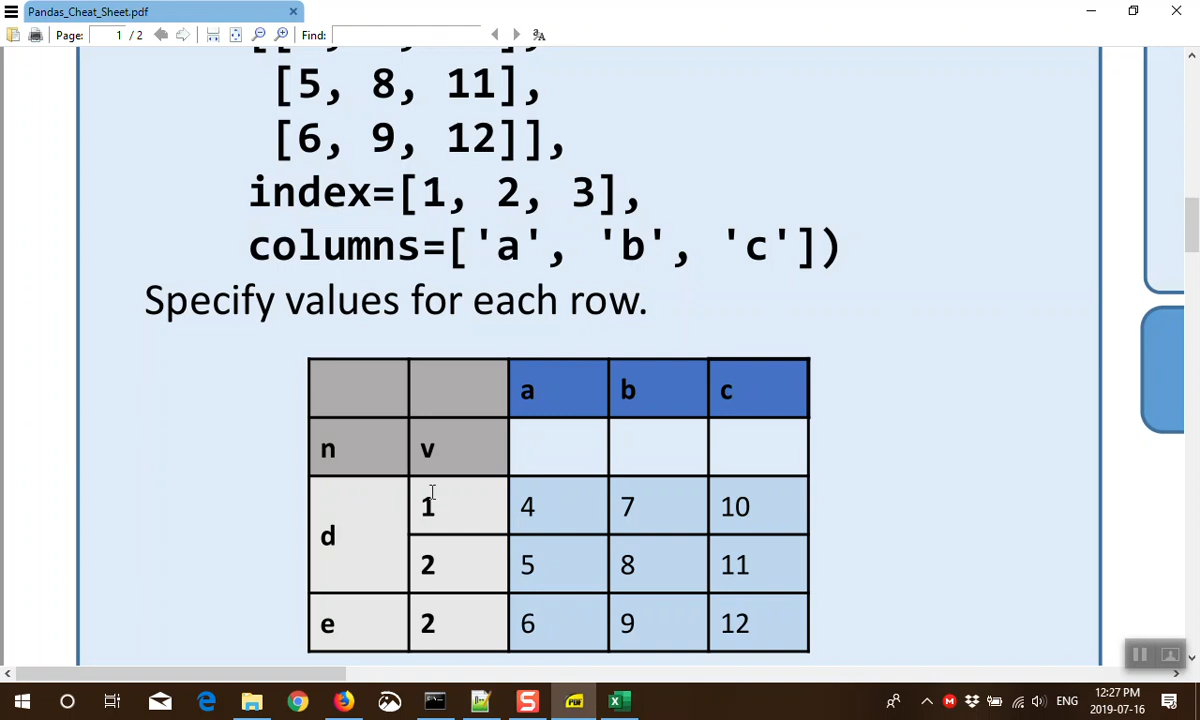 Pandas_Cheat_Sheet.pdf
Page: 1 / 2 Find:
[5, 8, 11],
[6, 9, 12]],
index=[1, 2, 3],
columns=['a', 'b', 'c'])
Specify values for each row.
a b c
n v
d 1 4 7 10
2 5 8 11
e 2 6 9 12
ENG
12:27 PM
2019-07-16